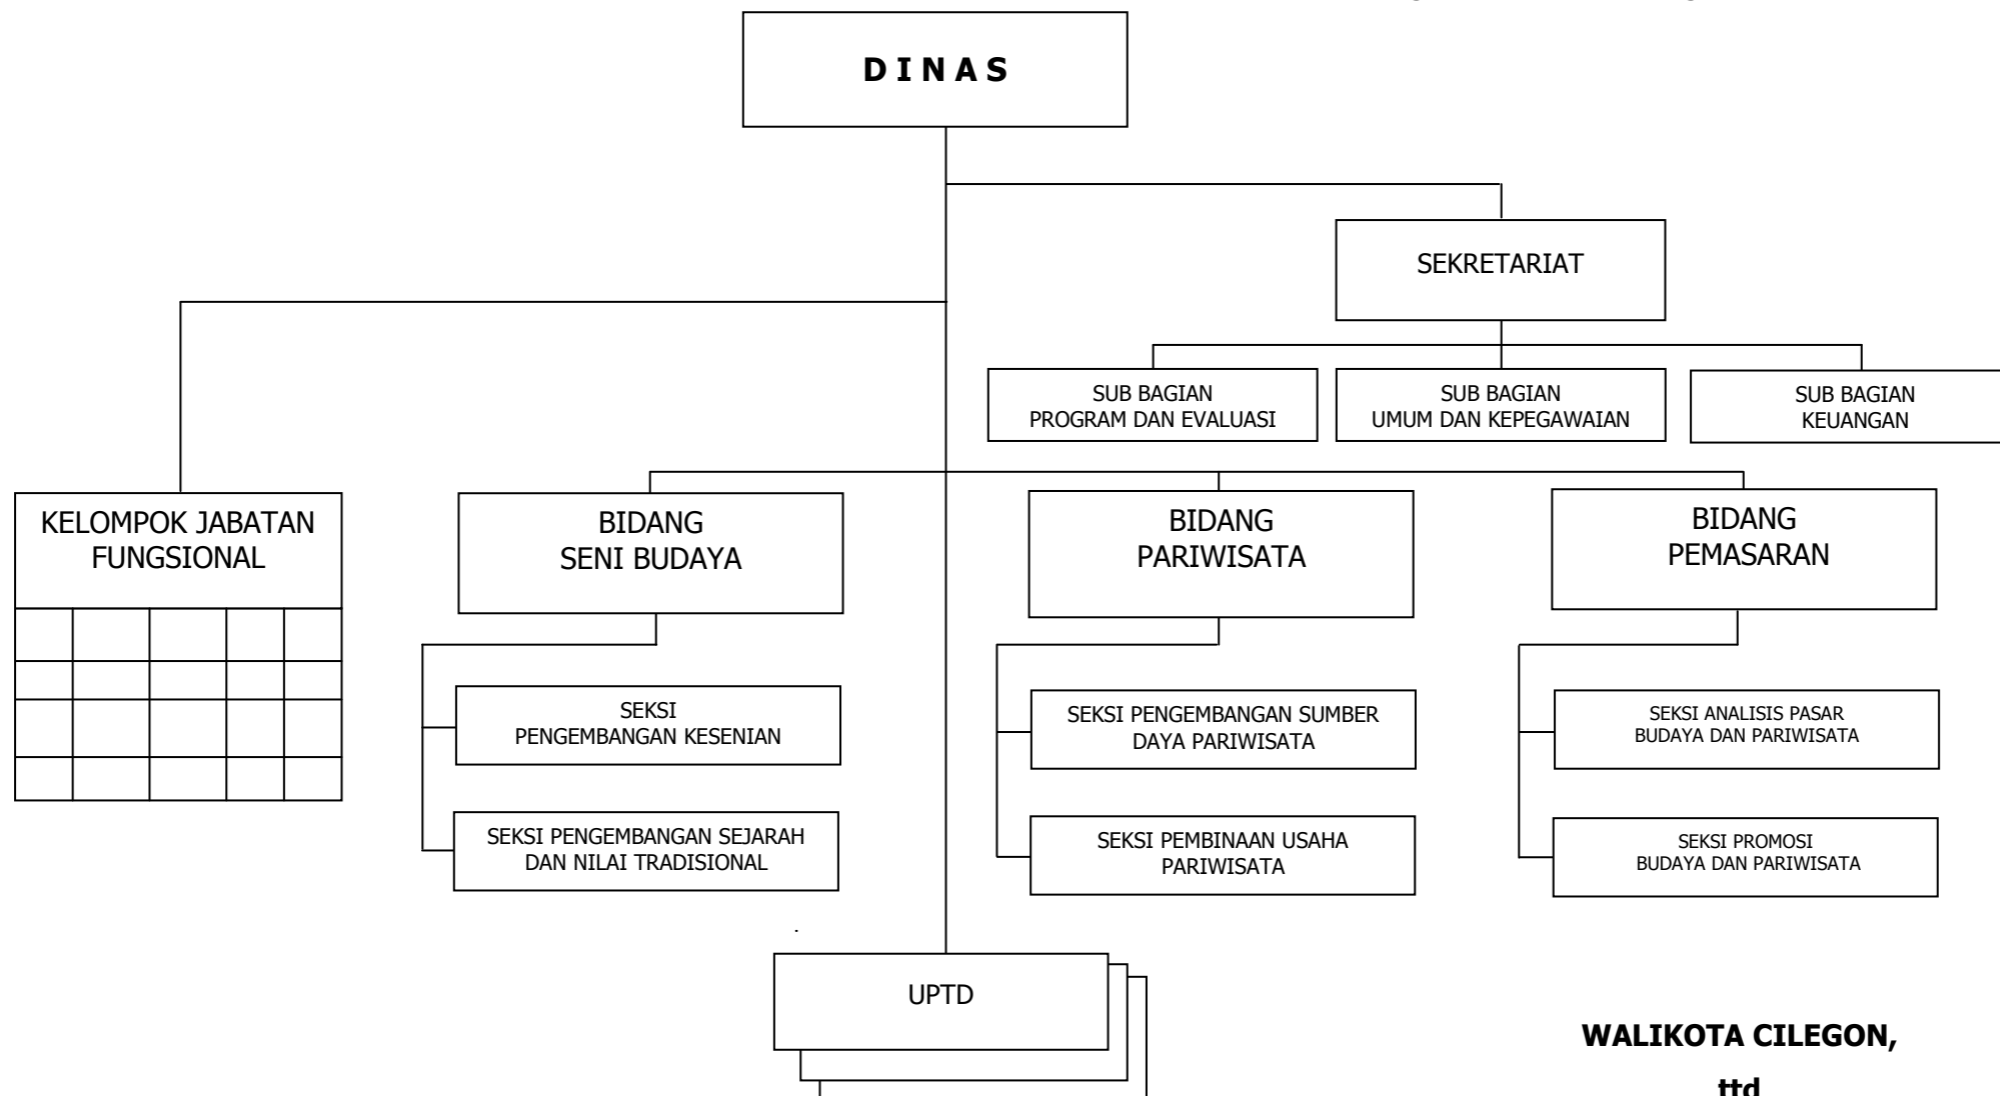 D I N A S
SEKRETARIAT
SUB BAGIAN
PROGRAM DAN EVALUASI
SUB BAGIAN
UMUM DAN KEPEGAWAIAN
SUB BAGIAN
KEUANGAN
KELOMPOK JABATAN
FUNGSIONAL
BIDANG
SENI BUDAYA
BIDANG
PARIWISATA
BIDANG
PEMASARAN
SEKSI
PENGEMBANGAN KESENIAN
SEKSI PENGEMBANGAN SUMBER
DAYA PARIWISATA
SEKSI ANALISIS PASAR
BUDAYA DAN PARIWISATA
SEKSI PENGEMBANGAN SEJARAH
DAN NILAI TRADISIONAL
SEKSI PEMBINAAN USAHA
PARIWISATA
SEKSI PROMOSI
BUDAYA DAN PARIWISATA
.
UPTD
WALIKOTA CILEGON,
ttd